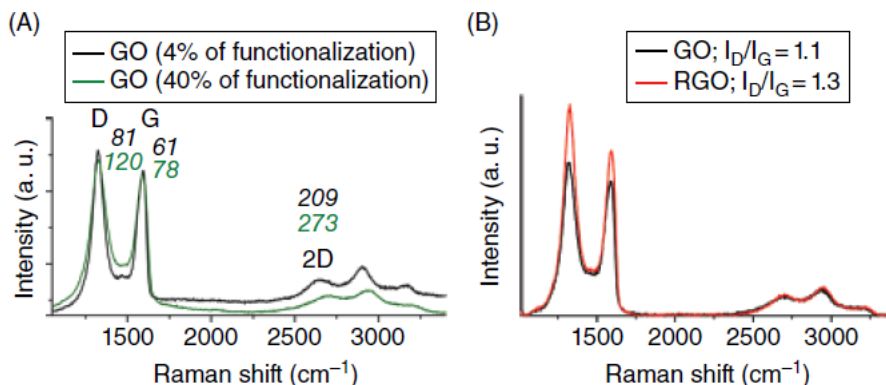 (A)
GO (4% of functionalization)
GO (40% of functionalization)
D G
81 61
120 78
209
273
2D
Intensity (a. u.)
1500 2000 2500 3000
Raman shift (cm⁻¹)
(B)
GO; I_D/I_G = 1.1
RGO; I_D/I_G = 1.3
Intensity (a. u.)
1500 2000 2500 3000
Raman shift (cm⁻¹)